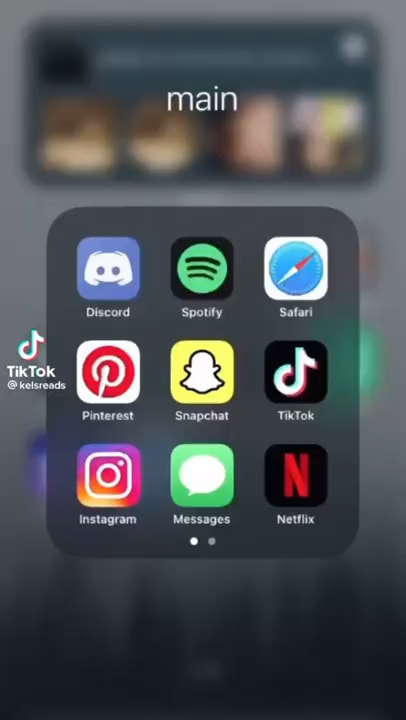 main
Discord Spotify Safari
TikTok
@kelsreads
Pinterest Snapchat TikTok
Instagram Messages Netflix